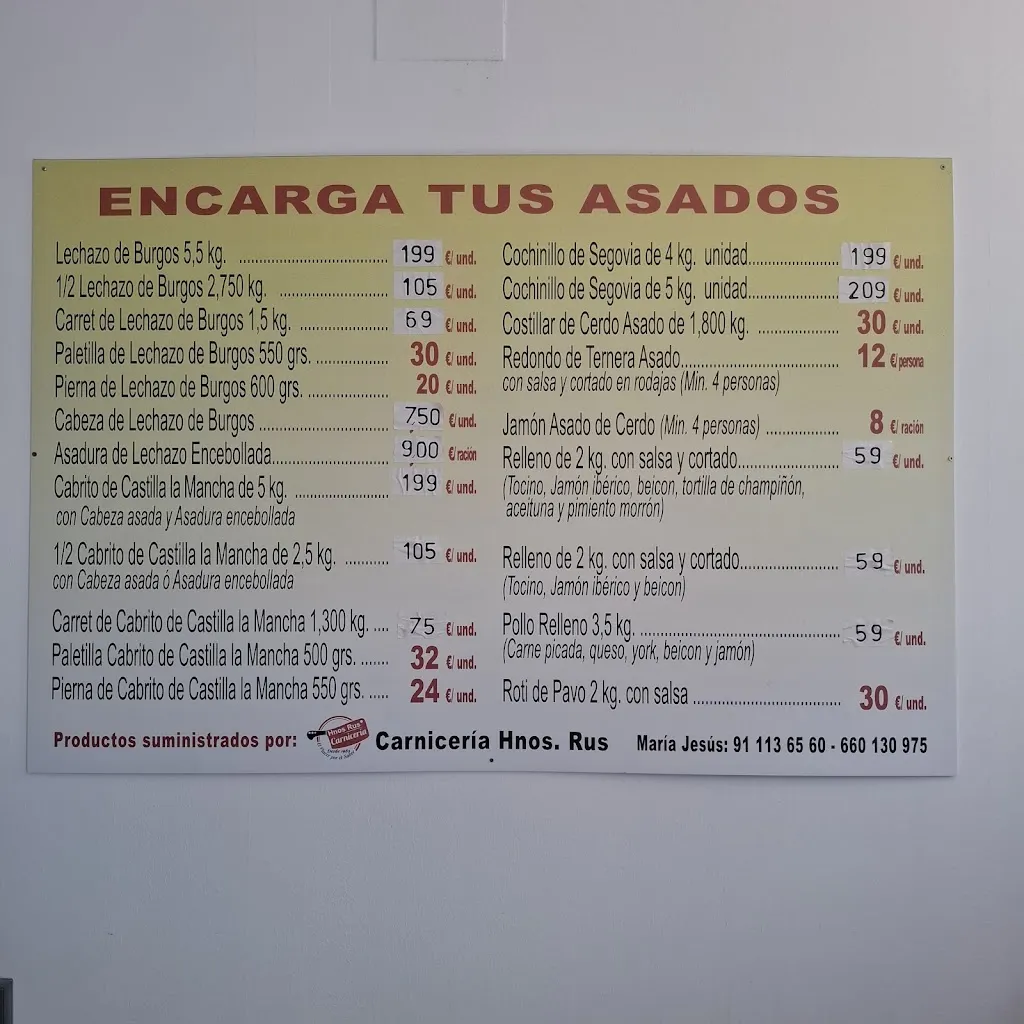 ENCARGA TUS ASADOS
Lechazo de Burgos 5,5 kg. ........ 199 €/ und.
1/2 Lechazo de Burgos 2,750 kg. ........ 105 €/ und.
Carret de Lechazo de Burgos 1,5 kg. ........ 69 €/ und.
Paletilla de Lechazo de Burgos 550 grs. ........ 30 €/ und.
Pierna de Lechazo de Burgos 600 grs. ........ 20 €/ und.
Cabeza de Lechazo de Burgos ........ 7,50 €/ und.
Asadura de Lechazo Encebollada ........ 9,00 €/ ración
Cabrito de Castilla la Mancha de 5 kg. ........ 199 €/ und.
con Cabeza asada y Asadura encebollada
1/2 Cabrito de Castilla la Mancha de 2,5 kg. ........ 105 €/ und.
con Cabeza asada ó Asadura encebollada
Carret de Cabrito de Castilla la Mancha 1,300 kg. .... 75 €/ und.
Paletilla Cabrito de Castilla la Mancha 500 grs. ....... 32 €/ und.
Pierna de Cabrito de Castilla la Mancha 550 grs. ..... 24 €/ und.
Cochinillo de Segovia de 4 kg. unidad ........ 199 €/ und.
Cochinillo de Segovia de 5 kg. unidad ........ 209 €/ und.
Costillar de Cerdo Asado de 1,800 kg. ........ 30 €/ und.
Redondo de Ternera Asado ........ 12 €/ persona
con salsa y cortado en rodajas (Min. 4 personas)
Jamón Asado de Cerdo (Min. 4 personas) ........ 8 €/ ración
Relleno de 2 kg. con salsa y cortado ........ 59 €/ und.
(Tocino, Jamón ibérico, beicon, tortilla de champiñón,
aceituna y pimiento morrón)
Relleno de 2 kg. con salsa y cortado ........ 59 €/ und.
(Tocino, Jamón ibérico y beicon)
Pollo Relleno 3,5 kg. ........ 59 €/ und.
(Carne picada, queso, york, beicon y jamón)
Roti de Pavo 2 kg. con salsa ........ 30 €/ und.
Productos suministrados por: Hnos Rus Carnicería Carnicería Hnos. Rus María Jesús: 91 113 65 60 - 660 130 975